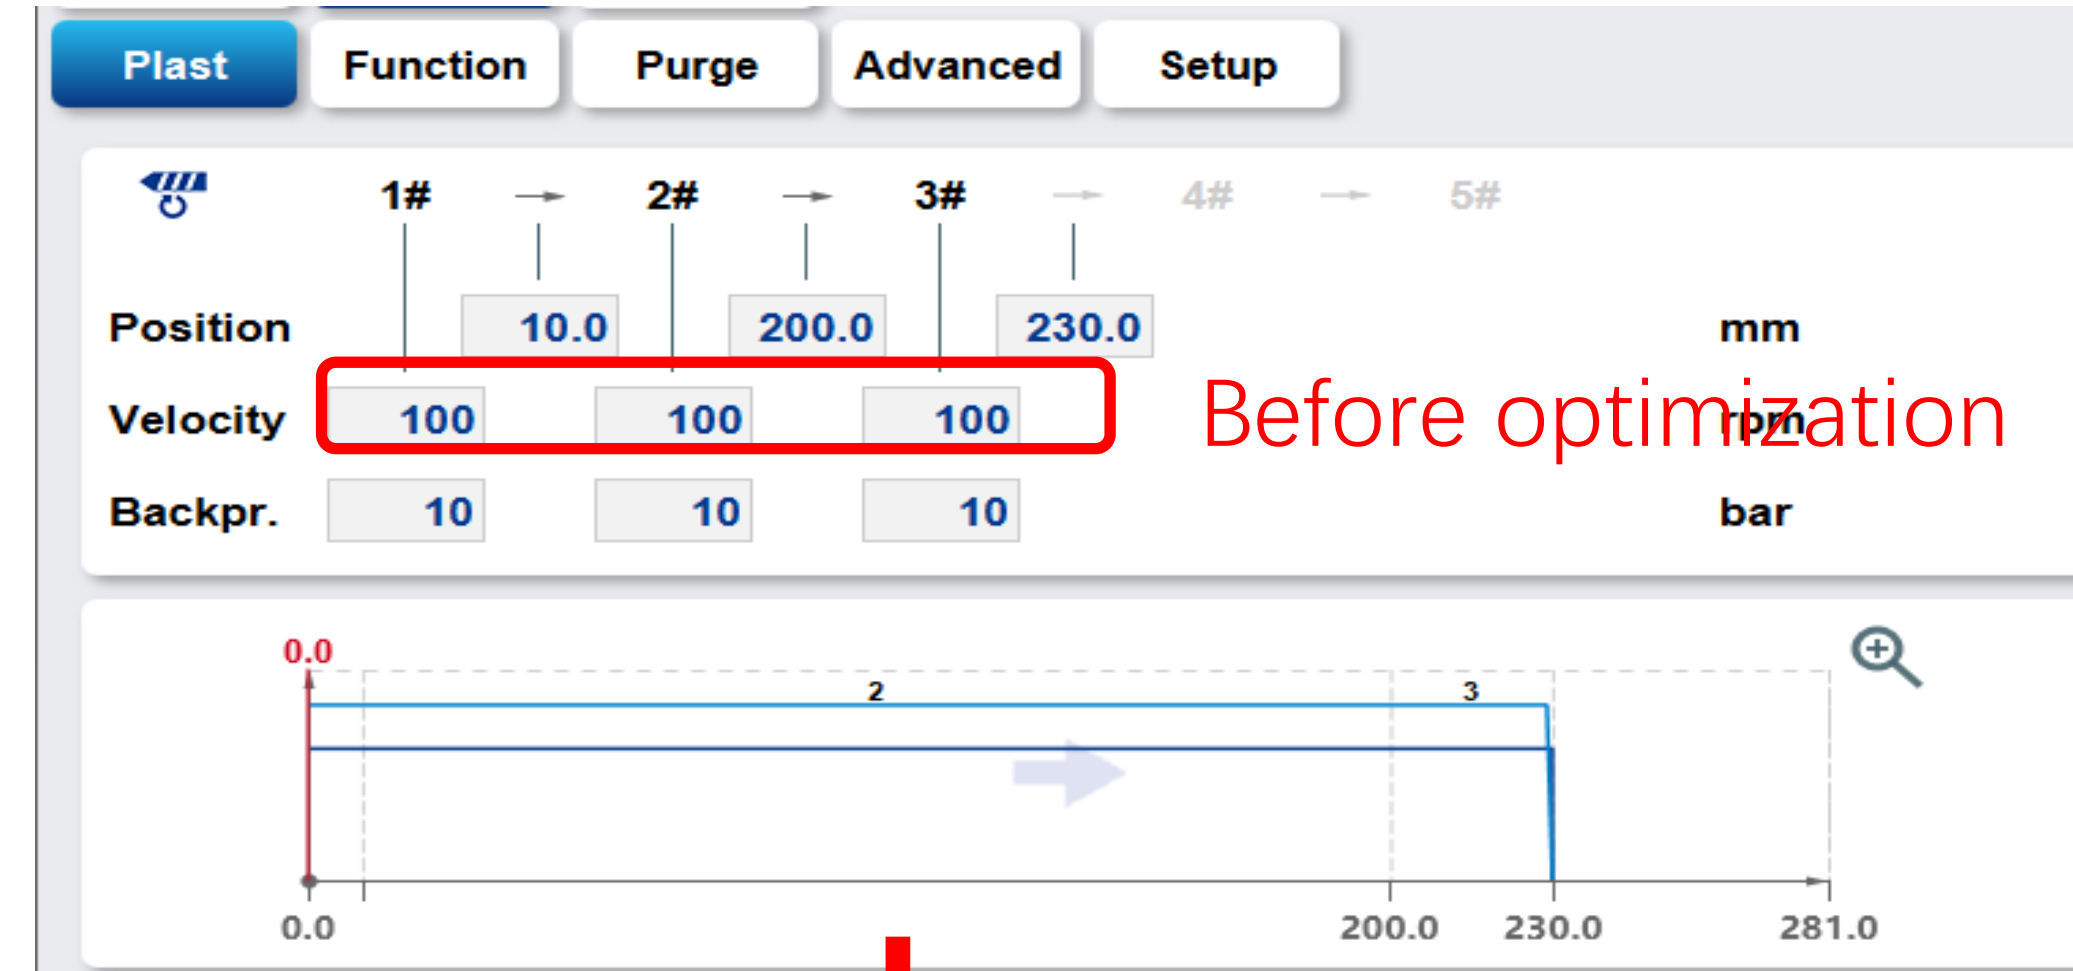 Plast Function Purge Advanced Setup
1# → 2# → 3# → 4# → 5#
Position 10.0 200.0 230.0 mm
Velocity 100 100 100 rpm
Before optimization
Backpr. 10 10 10 bar
0.0
2 3
0.0 200.0 230.0 281.0